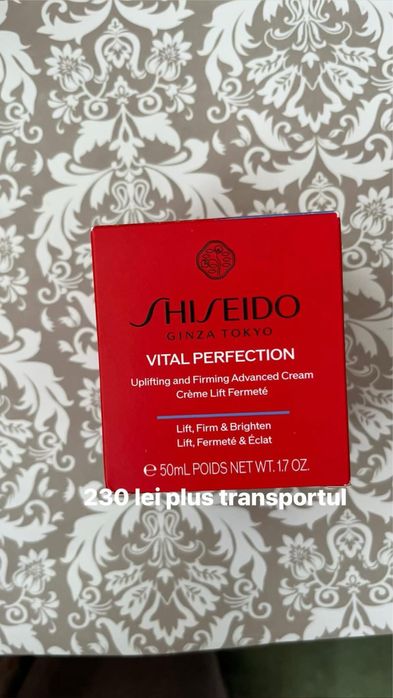 SHISEIDO
GINZA TOKYO
VITAL PERFECTION
Uplifting and Firming Advanced Cream
Crème Lift Fermeté
Lift, Firm & Brighten
Lift, Fermeté & Éclat
℮ 50mL POIDS NET WT. 1.7 OZ.
230 lei plus transportul